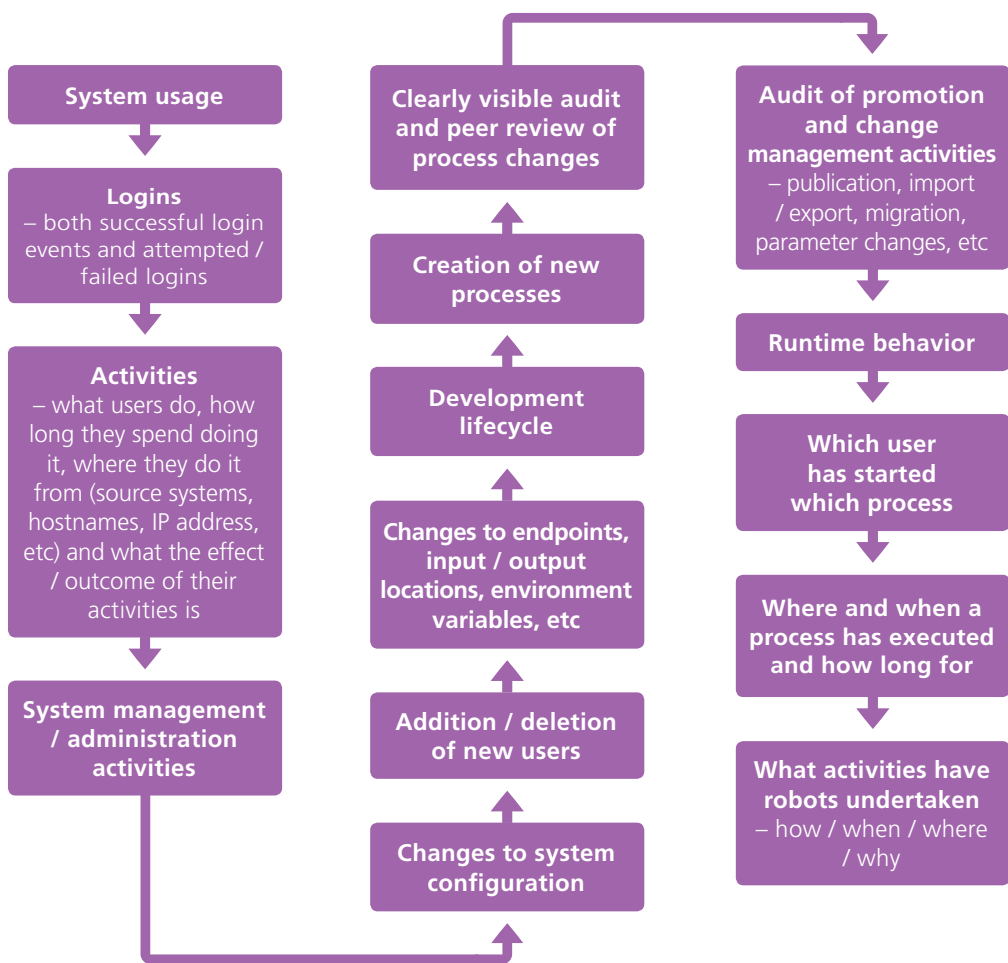 System usage
Logins
– both successful login
events and attempted /
failed logins
Activities
– what users do, how
long they spend doing
it, where they do it
from (source systems,
hostnames, IP address,
etc) and what the effect
/ outcome of their
activities is
System management
/ administration
activities
Changes to system
configuration
Addition / deletion
of new users
Changes to endpoints,
input / output
locations, environment
variables, etc
Development
lifecycle
Creation of new
processes
Clearly visible audit
and peer review of
process changes
Audit of promotion
and change
management activities
– publication, import
/ export, migration,
parameter changes, etc
Runtime behavior
Which user
has started
which process
Where and when a
process has executed
and how long for
What activities have
robots undertaken
– how / when / where
/ why